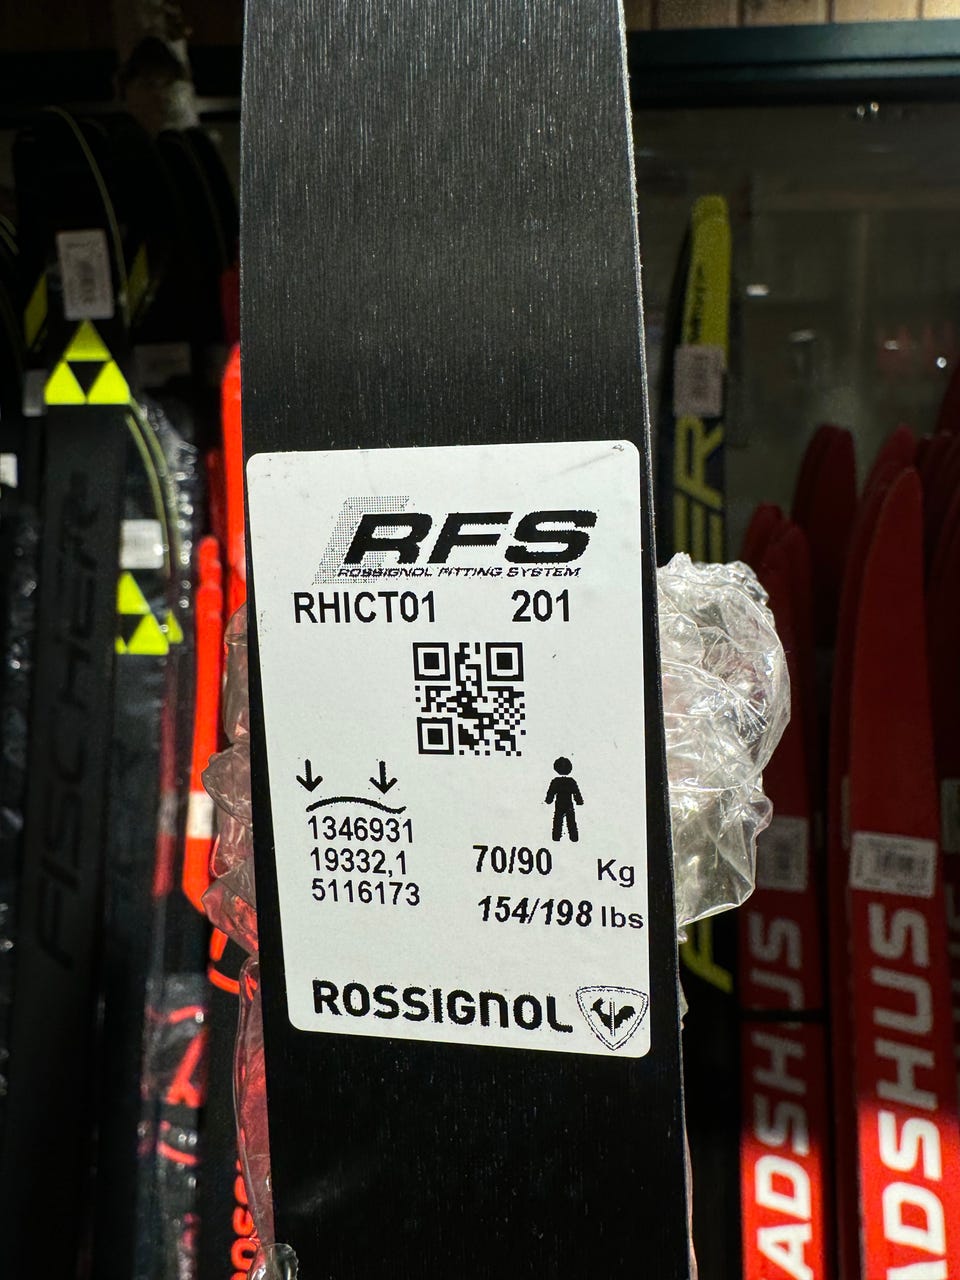 RFS
ROSSIGNOL FITTING SYSTEM
RHICT01 201
1346931
19332,1
5116173
70/90 Kg
154/198 lbs
ROSSIGNOL
FISCHER
ER
ADSHUS
ADSHUS